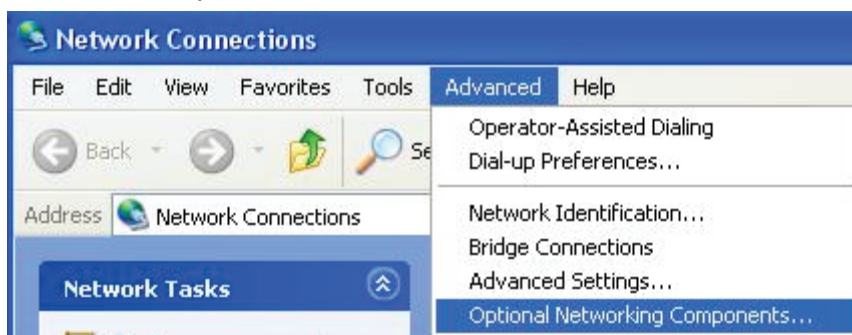 Network Connections
File Edit View Favorites Tools Advanced Help
Operator-Assisted Dialing
Dial-up Preferences...
Network Identification...
Bridge Connections
Advanced Settings...
Optional Networking Components...
Back
Address Network Connections
Network Tasks